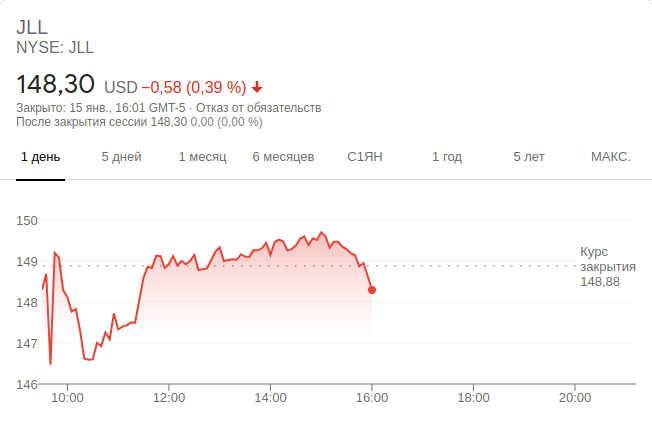 JLL
NYSE: JLL
148,30 USD −0,58 (0,39 %)
Закрыто: 15 янв., 16:01 GMT-5 · Отказ от обязательств
После закрытия сессии 148,30 0,00 (0,00 %)
1 день 5 дней 1 месяц 6 месяцев С1ЯН 1 год 5 лет МАКС.
150
149
148
147
146
Курс
закрытия
148,88
10:00 12:00 14:00 16:00 18:00 20:00